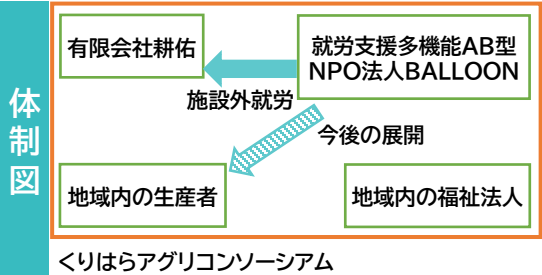 体制図
有限会社耕佑
就労支援多機能AB型
NPO法人BALLOON
施設外就労
今後の展開
地域内の生産者
地域内の福祉法人
くりはらアグリコンソーシアム